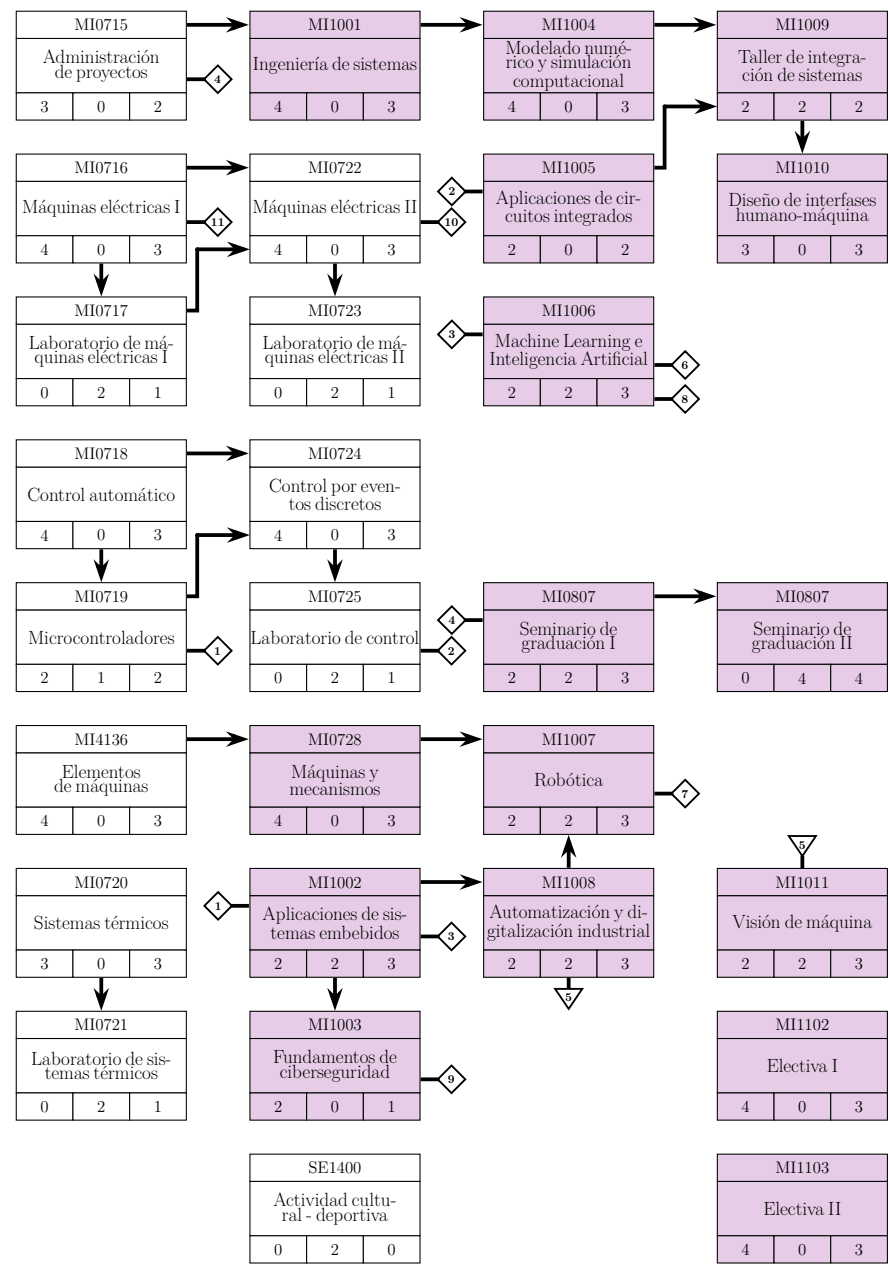 MI0715
Administración
de proyectos
3 0 2
4
MI1001
Ingeniería de sistemas
4 0 3
MI1004
Modelado numé-
rico y simulación
computacional
4 0 3
MI1009
Taller de integra-
ción de sistemas
2 2 2
MI0716
Máquinas eléctricas I
4 0 3
11
MI0722
Máquinas eléctricas II
4 0 3
10
2
MI1005
Aplicaciones de cir-
cuitos integrados
2 0 2
MI1010
Diseño de interfases
humano-máquina
3 0 3
MI0717
Laboratorio de má-
quinas eléctricas I
0 2 1
MI0723
Laboratorio de má-
quinas eléctricas II
0 2 1
3
MI1006
Machine Learning e
Inteligencia Artificial
2 2 3
6
8
MI0718
Control automático
4 0 3
MI0724
Control por even-
tos discretos
4 0 3
MI0719
Microcontroladores
2 1 2
1
MI0725
Laboratorio de control
0 2 1
2
4
MI0807
Seminario de
graduación I
2 2 3
MI0807
Seminario de
graduación II
0 4 4
MI4136
Elementos
de máquinas
4 0 3
MI0728
Máquinas y
mecanismos
4 0 3
MI1007
Robótica
2 2 3
7
MI0720
Sistemas térmicos
3 0 3
1
MI1002
Aplicaciones de sis-
temas embebidos
2 2 3
3
MI1008
Automatización y di-
gitalización industrial
2 2 3
5
5
MI1011
Visión de máquina
2 2 3
MI0721
Laboratorio de sis-
temas térmicos
0 2 1
MI1003
Fundamentos de
ciberseguridad
2 0 1
9
MI1102
Electiva I
4 0 3
SE1400
Actividad cultu-
ral - deportiva
0 2 0
MI1103
Electiva II
4 0 3